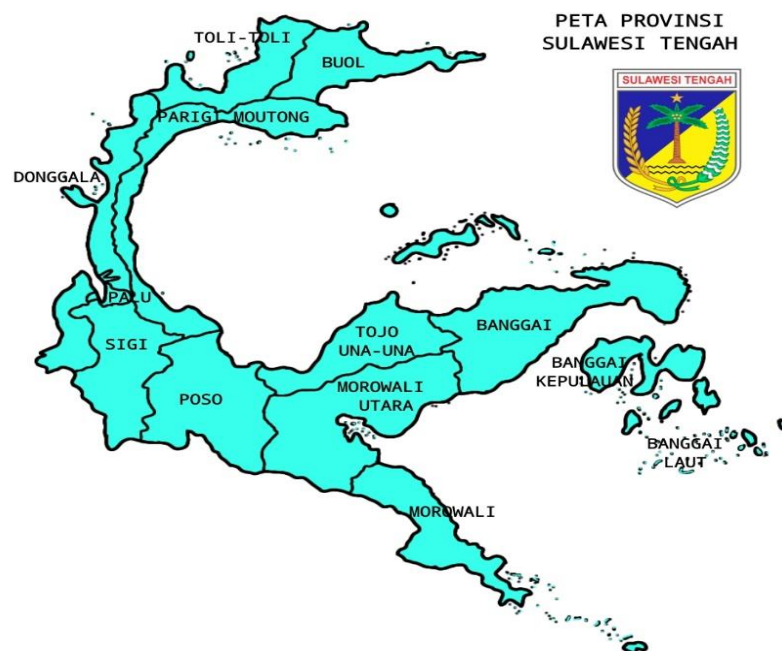 PETA PROVINSI
SULAWESI TENGAH
SULAWESI TENGAH
TOLI-TOLI
BUOL
PARIGI MOUTONG
DONGGALA
PALU
SIGI
POSO
TOJO
UNA-UNA
BANGGAI
MOROWALI
UTARA
BANGGAI
KEPULAUAN
BANGGAI
LAUT
MOROWALI